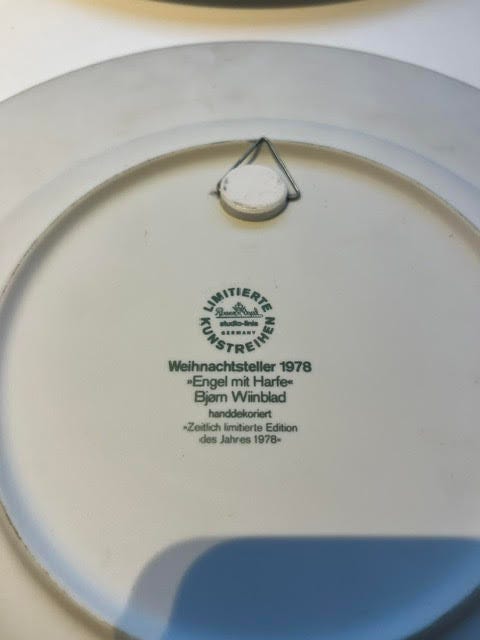 LIMITIERTE
Rosenthal
studio-linie
GERMANY
KUNSTREIHEN
Weihnachtsteller 1978
»Engel mit Harfe«
Bjørn Wiinblad
handdekoriert
»Zeitlich limitierte Edition
des Jahres 1978«